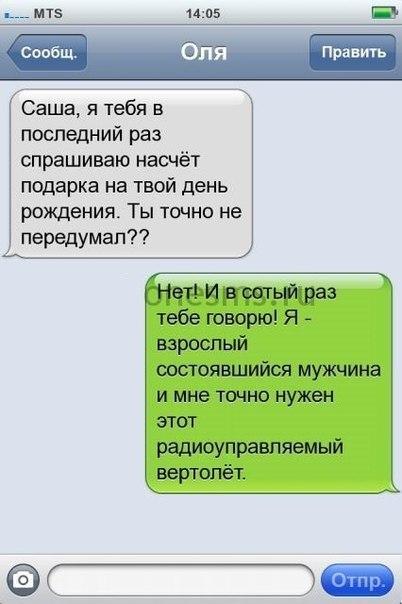 MTS 14:05
Сообщ. Оля Править
Саша, я тебя в
последний раз
спрашиваю насчёт
подарка на твой день
рождения. Ты точно не
передумал??
Нет! И в сотый раз
тебе говорю! Я -
взрослый
состоявшийся мужчина
и мне точно нужен
этот
радиоуправляемый
вертолёт.
onesms.ru
Отпр.